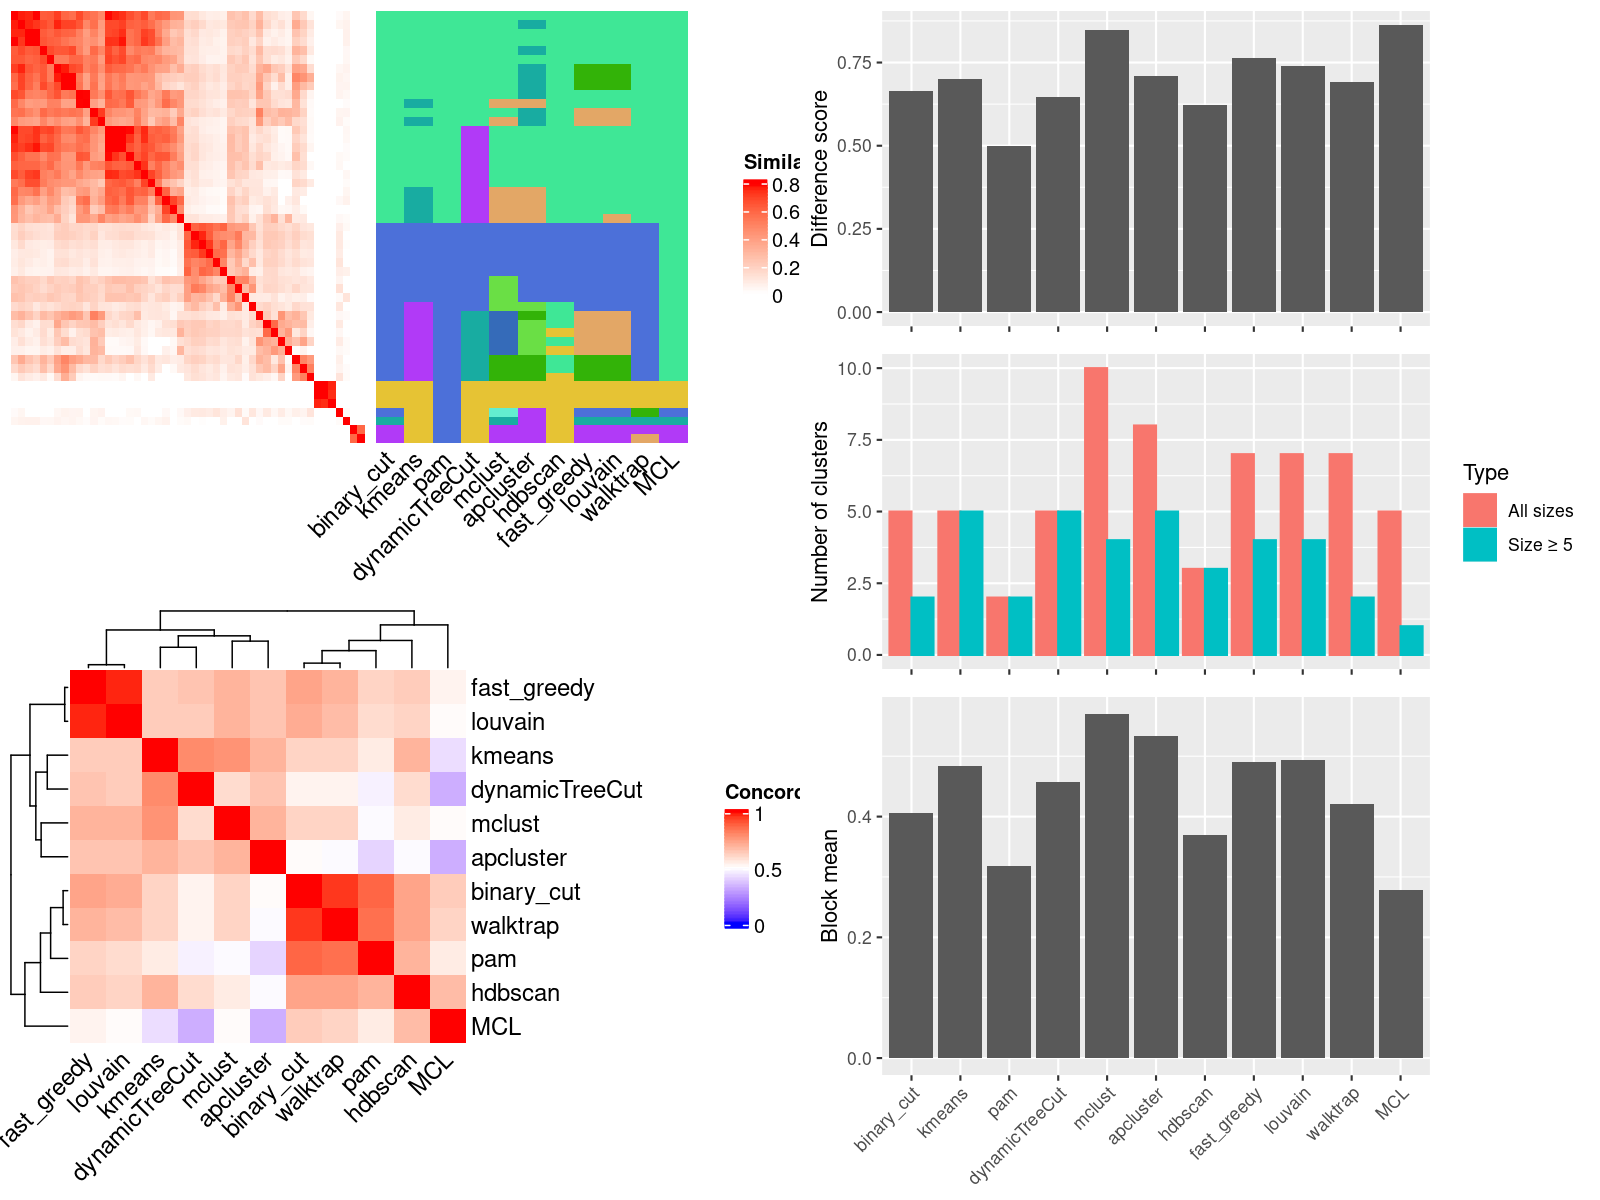 Simila
0.8
0.6
0.4
0.2
0
binary_cut
kmeans
pam
dynamicTreeCut
mclust
apcluster
hdbscan
fast_greedy
louvain
walktrap
MCL
Difference score
0.75
0.50
0.25
0.00
Number of clusters
10.0
7.5
5.0
2.5
0.0
Type
All sizes
Size ≥ 5
fast_greedy
louvain
kmeans
dynamicTreeCut
mclust
apcluster
binary_cut
walktrap
pam
hdbscan
MCL
fast_greedy
louvain
kmeans
dynamicTreeCut
mclust
apcluster
binary_cut
walktrap
pam
hdbscan
MCL
Concord
1
0.5
0
Block mean
0.4
0.2
0.0
binary_cut
kmeans
pam
dynamicTreeCut
mclust
apcluster
hdbscan
fast_greedy
louvain
walktrap
MCL